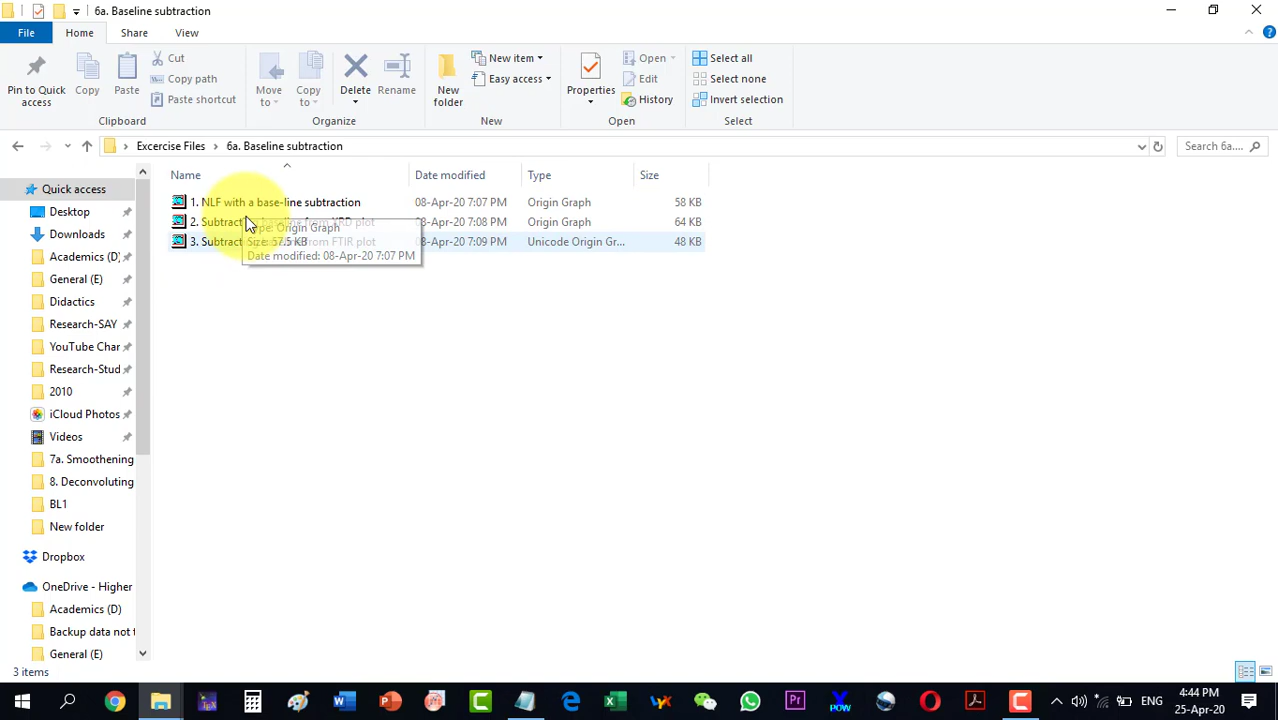 6a. Baseline subtraction
File Home Share View
Pin to Quick access
Copy
Paste
Cut
Copy path
Paste shortcut
Clipboard
Move to
Copy to
Delete
Rename
Organize
New folder
New item
Easy access
New
Properties
Open
Edit
History
Open
Select all
Select none
Invert selection
Select
Excercise Files 6a. Baseline subtraction
Search 6a....
Name Date modified Type Size
1. NLF with a base-line subtraction 08-Apr-20 7:07 PM Origin Graph 58 KB
2. Subtract baseline from XRD plot 08-Apr-20 7:08 PM Origin Graph 64 KB
3. Subtract from FTIR plot 08-Apr-20 7:09 PM Unicode Origin Gr... 48 KB
Type: Origin Graph
Size: 57.5 KB
Date modified: 08-Apr-20 7:07 PM
Quick access
Desktop
Downloads
Academics (D)
General (E)
Didactics
Research-SAY
YouTube Char
Research-Stud
2010
iCloud Photos
Videos
7a. Smoothening
8. Deconvoluting
BL1
New folder
Dropbox
OneDrive - Higher
Academics (D)
Backup data not t
General (E)
3 items
ENG
4:44 PM
25-Apr-20